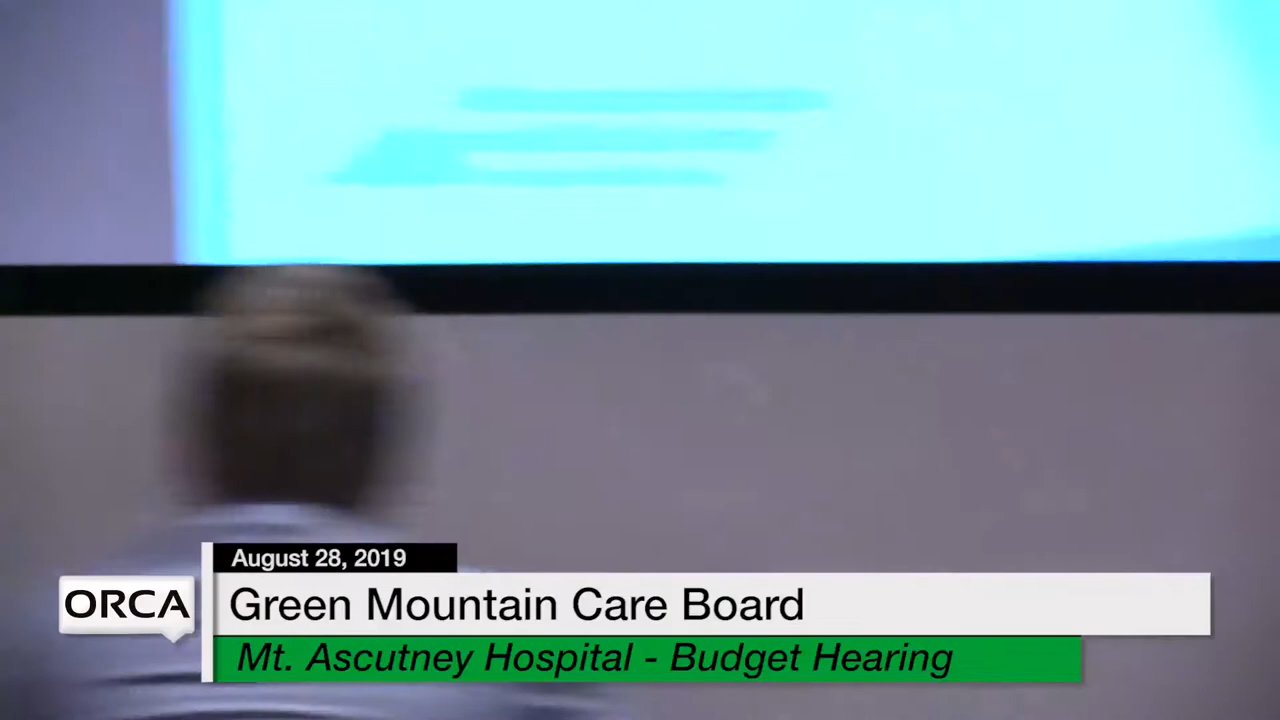 August 28, 2019
ORCA
Green Mountain Care Board
Mt. Ascutney Hospital - Budget Hearing